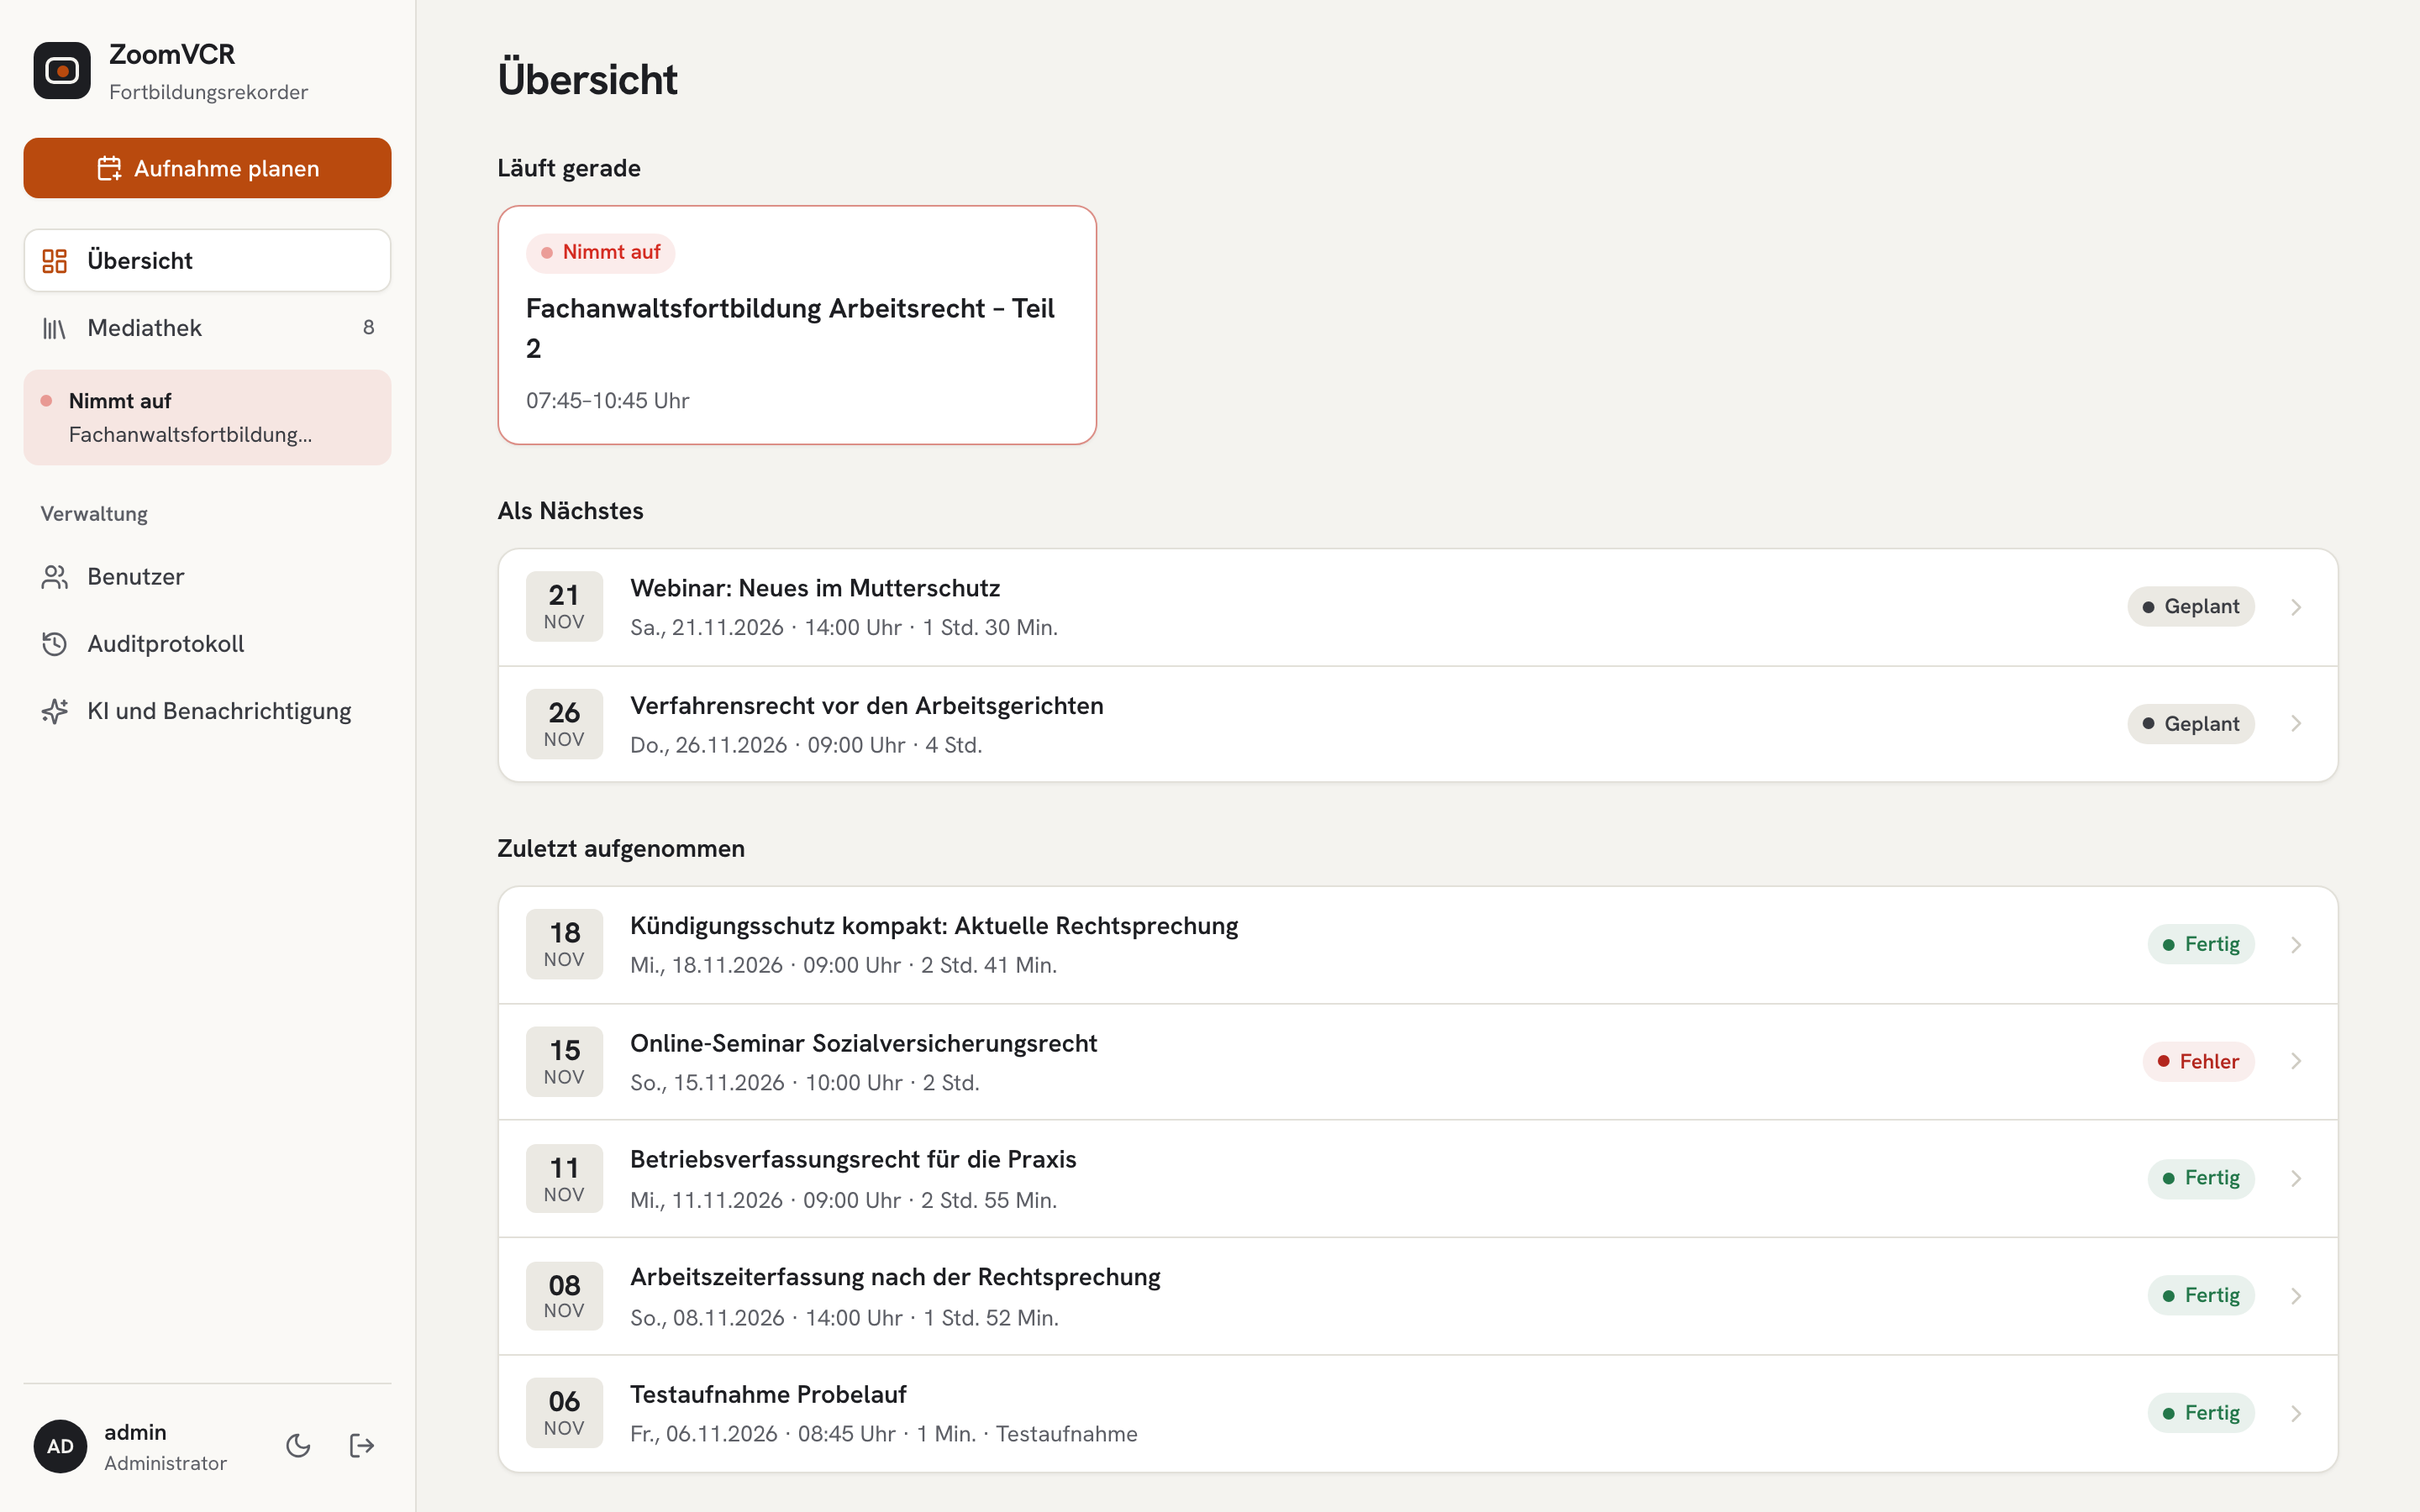 ZoomVCR
Fortbildungsrekorder
Aufnahme planen
Übersicht
Mediathek 8
Nimmt auf
Fachanwaltsfortbildung...
Verwaltung
Benutzer
Auditprotokoll
KI und Benachrichtigung
AD
admin
Administrator
Übersicht
Läuft gerade
Nimmt auf
Fachanwaltsfortbildung Arbeitsrecht – Teil
2
07:45–10:45 Uhr
Als Nächstes
21
NOV
Webinar: Neues im Mutterschutz
Sa., 21.11.2026 · 14:00 Uhr · 1 Std. 30 Min.
Geplant
26
NOV
Verfahrensrecht vor den Arbeitsgerichten
Do., 26.11.2026 · 09:00 Uhr · 4 Std.
Geplant
Zuletzt aufgenommen
18
NOV
Kündigungsschutz kompakt: Aktuelle Rechtsprechung
Mi., 18.11.2026 · 09:00 Uhr · 2 Std. 41 Min.
Fertig
15
NOV
Online-Seminar Sozialversicherungsrecht
So., 15.11.2026 · 10:00 Uhr · 2 Std.
Fehler
11
NOV
Betriebsverfassungsrecht für die Praxis
Mi., 11.11.2026 · 09:00 Uhr · 2 Std. 55 Min.
Fertig
08
NOV
Arbeitszeiterfassung nach der Rechtsprechung
So., 08.11.2026 · 14:00 Uhr · 1 Std. 52 Min.
Fertig
06
NOV
Testaufnahme Probelauf
Fr., 06.11.2026 · 08:45 Uhr · 1 Min. · Testaufnahme
Fertig